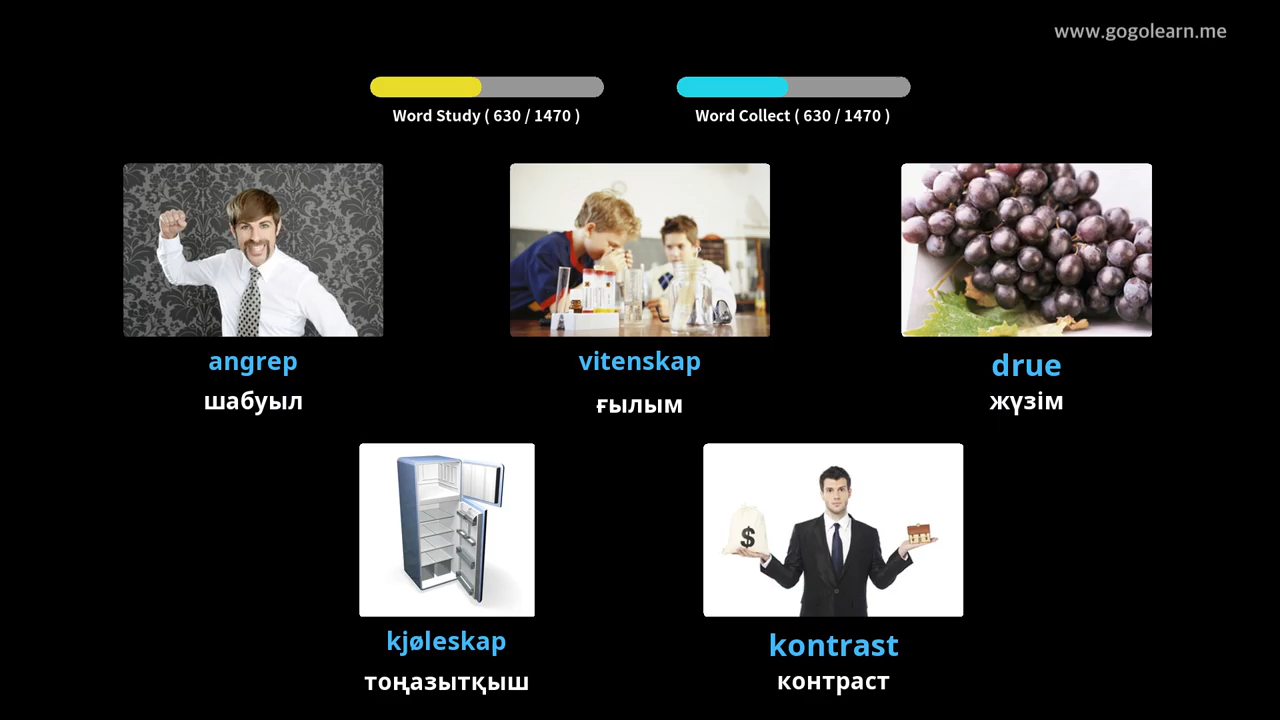 www.gogolearn.me
Word Study ( 630 / 1470 )
Word Collect ( 630 / 1470 )
angrep
шабуыл
vitenskap
ғылым
drue
жүзім
$
kjøleskap
тоңазытқыш
kontrast
контраст